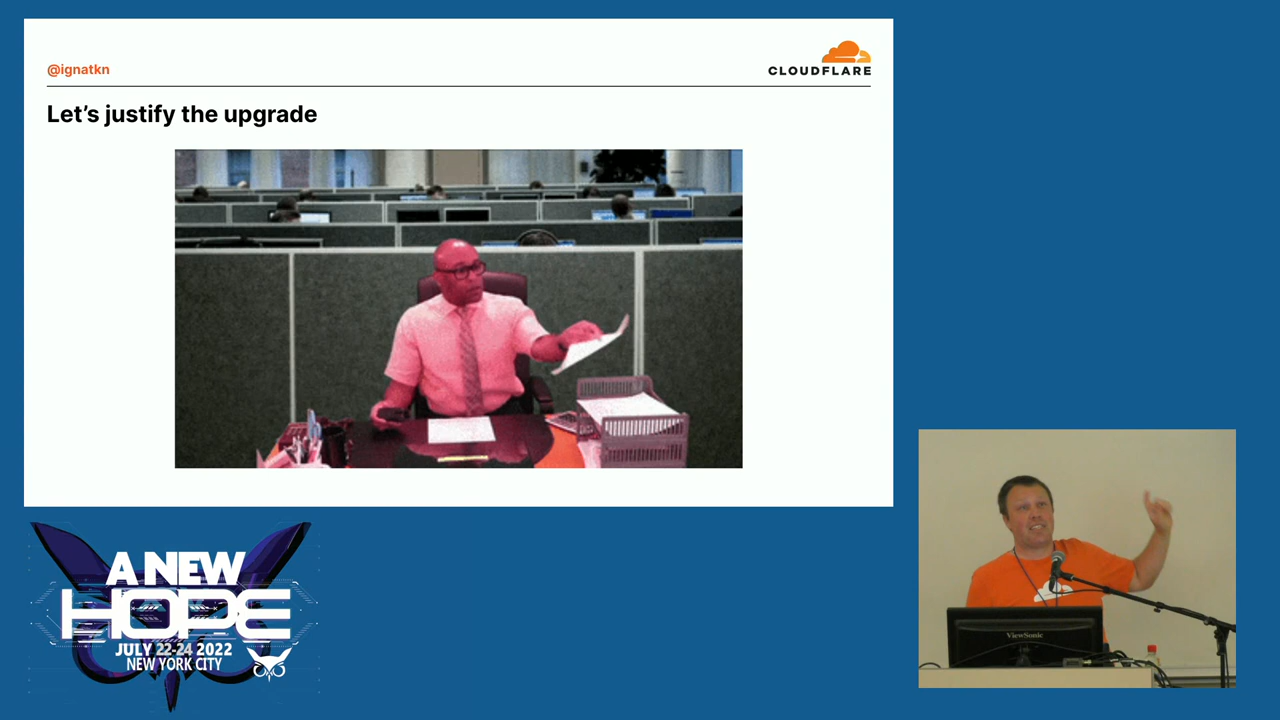 @ignatkn
CLOUDFLARE
Let's justify the upgrade
A NEW
HOPE
JULY 22-24 2022
NEW YORK CITY
ViewSonic